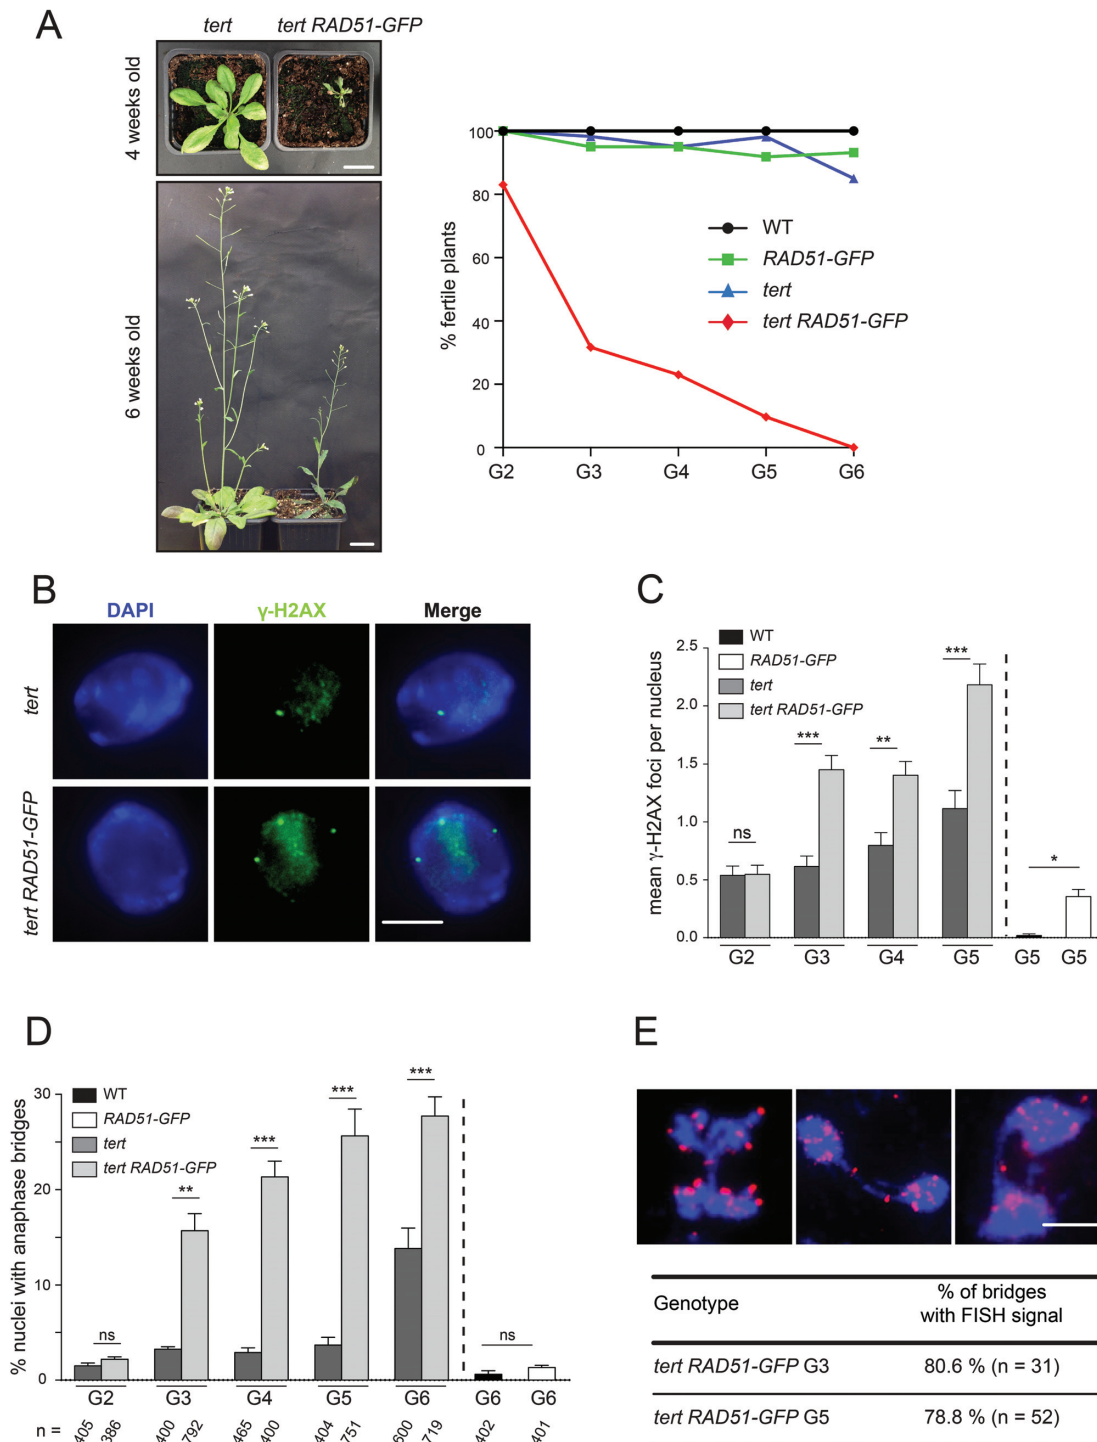 A
tert
tert RAD51-GFP
4 weeks old
6 weeks old
% fertile plants
100
80
60
40
20
0
G2 G3 G4 G5 G6
WT
RAD51-GFP
tert
tert RAD51-GFP
B
DAPI
γ-H2AX
Merge
tert
tert RAD51-GFP
C
mean γ-H2AX foci per nucleus
2.5
2.0
1.5
1.0
0.5
0.0
WT
RAD51-GFP
tert
tert RAD51-GFP
ns
***
**
***
*
G2 G3 G4 G5 G5 G5
D
% nuclei with anaphase bridges
30
20
10
0
WT
RAD51-GFP
tert
tert RAD51-GFP
ns
**
***
***
***
ns
G2 G3 G4 G5 G6 G6 G6
n = 405 386 400 792 465 400 404 751 600 719 402 401
E
Genotype
% of bridges
with FISH signal
tert RAD51-GFP G3 80.6 % (n = 31)
tert RAD51-GFP G5 78.8 % (n = 52)